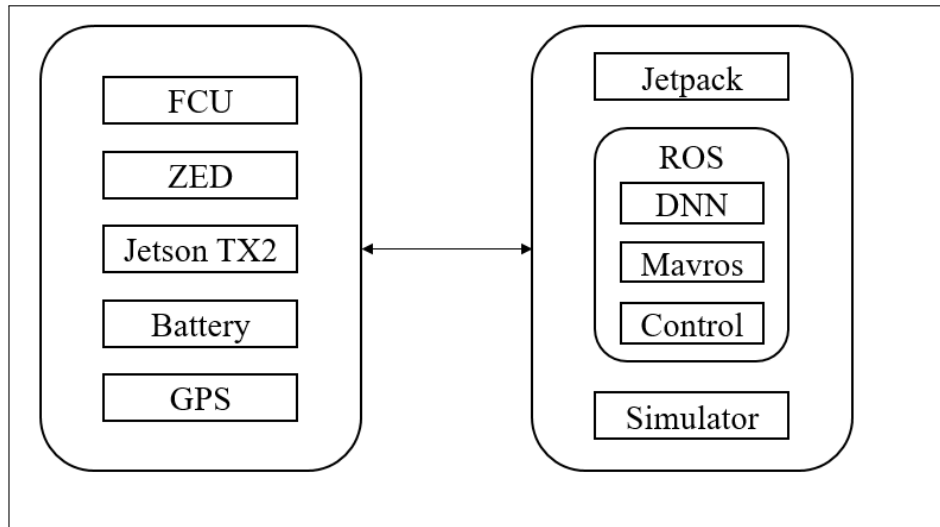 FCU
ZED
Jetson TX2
Battery
GPS
Jetpack
ROS
DNN
Mavros
Control
Simulator